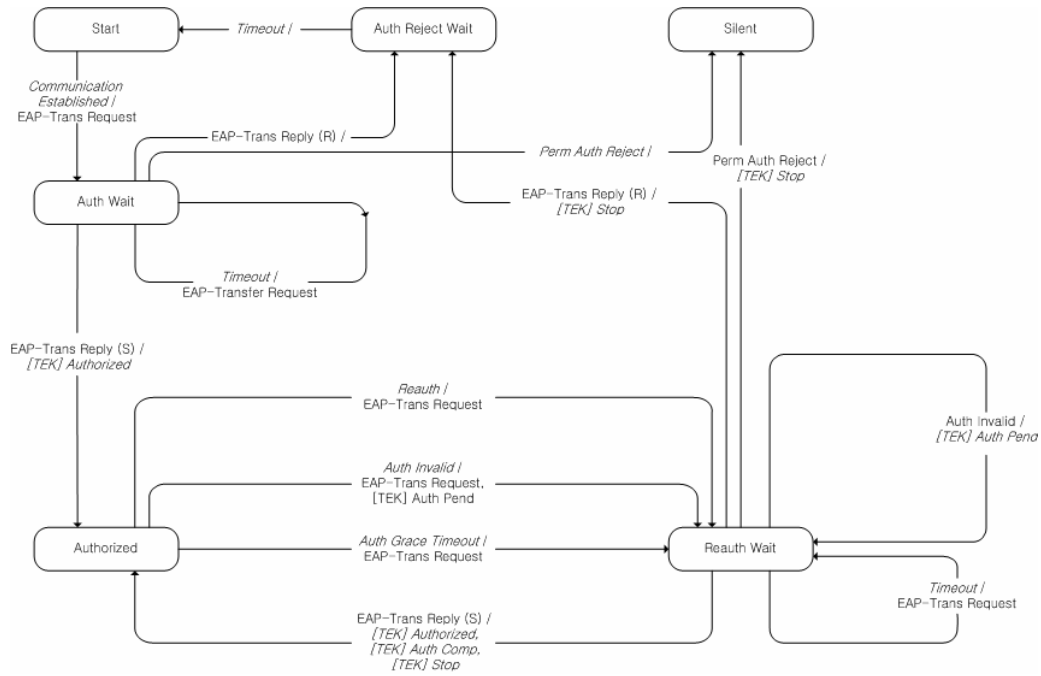 Start
Timeout /
Auth Reject Wait
Silent
Communication
Established /
EAP-Trans Request
EAP-Trans Reply (R) /
Perm Auth Reject /
Perm Auth Reject /
[TEK] Stop
Auth Wait
EAP-Trans Reply (R) /
[TEK] Stop
Timeout /
EAP-Transfer Request
EAP-Trans Reply (S) /
[TEK] Authorized
Reauth /
EAP-Trans Request
Auth Invalid /
[TEK] Auth Pend
Auth Invalid /
EAP-Trans Request,
[TEK] Auth Pend
Authorized
Auth Grace Timeout /
EAP-Trans Request
Reauth Wait
Timeout /
EAP-Trans Request
EAP-Trans Reply (S) /
[TEK] Authorized,
[TEK] Auth Comp,
[TEK] Stop